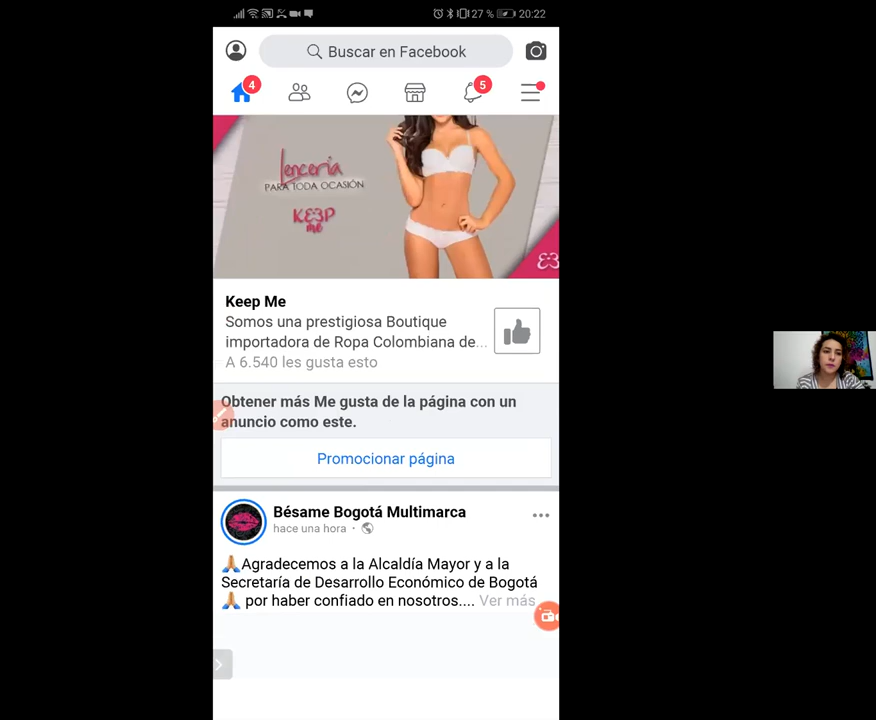 27 % 20:22
Buscar en Facebook
4
5
Lencería
PARA TODA OCASIÓN
KEEP
me
Keep Me
Somos una prestigiosa Boutique
importadora de Ropa Colombiana de...
A 6.540 les gusta esto
Obtener más Me gusta de la página con un
anuncio como este.
Promocionar página
Bésame Bogotá Multimarca
hace una hora ·
🙏Agradecemos a la Alcaldía Mayor y a la
Secretaría de Desarrollo Económico de Bogotá
🙏 por haber confiado en nosotros.... Ver más